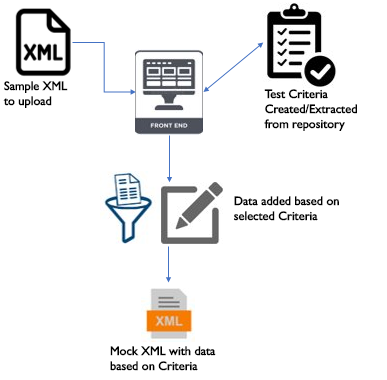 XML
Sample XML
to upload
FRONT END
Test Criteria
Created/Extracted
from repository
Data added based on
selected Criteria
XML
Mock XML with data
based on Criteria